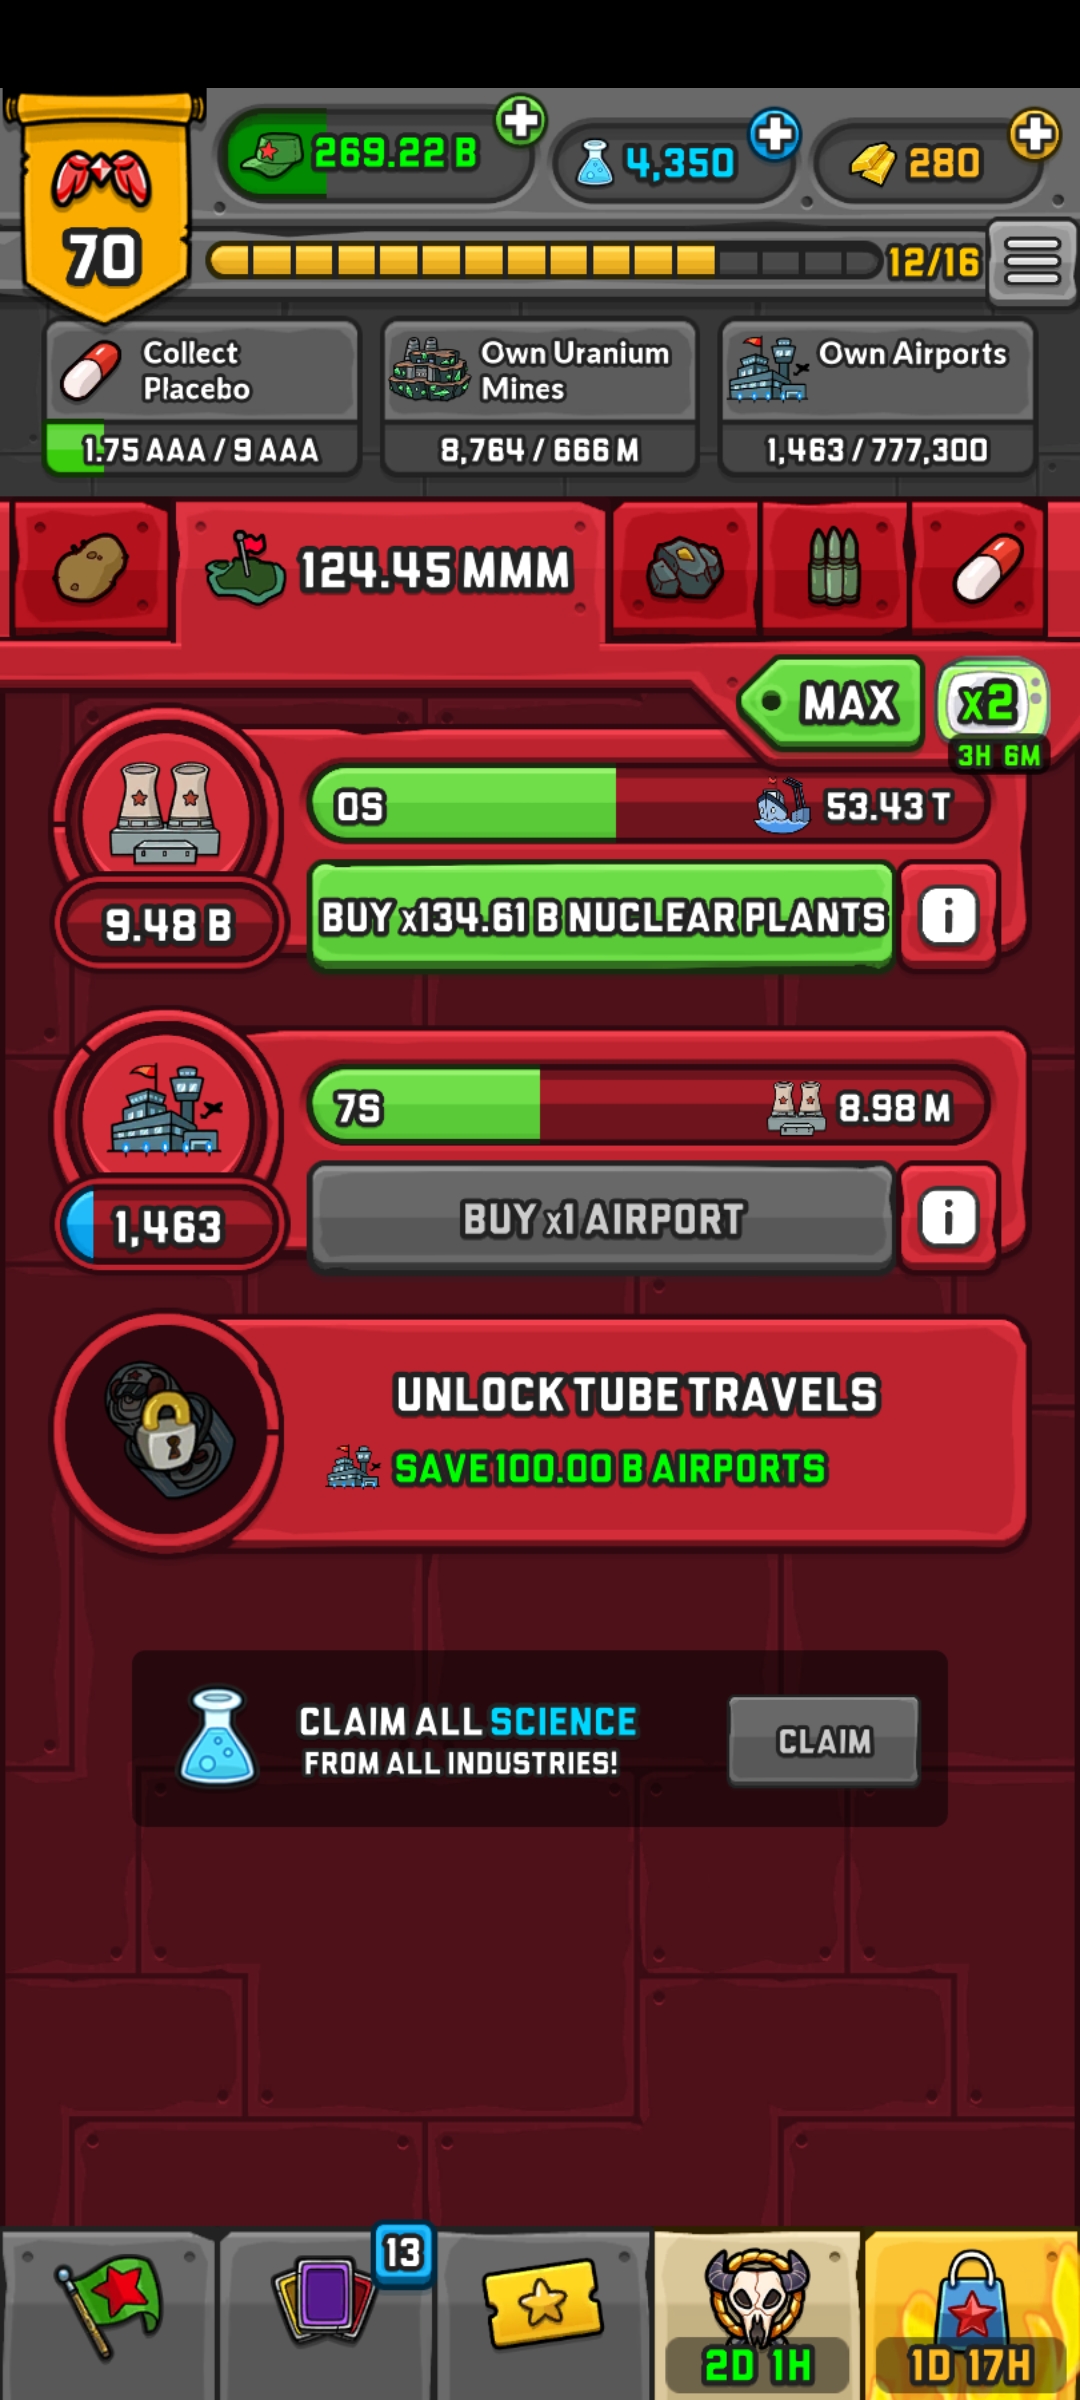 269.22 B
4,350
280
70
12/16
Collect
Placebo
1.75 AAA / 9 AAA
Own Uranium
Mines
8,764 / 666 M
Own Airports
1,463 / 777,300
124.45 MMM
MAX
x2
3H 6M
0S
53.43 T
9.48 B
BUY x134.61 B NUCLEAR PLANTS
i
7S
8.98 M
1,463
BUY x1 AIRPORT
i
UNLOCK TUBE TRAVELS
SAVE 100.00 B AIRPORTS
CLAIM ALL SCIENCE
FROM ALL INDUSTRIES!
CLAIM
13
2D 1H
1D 17H